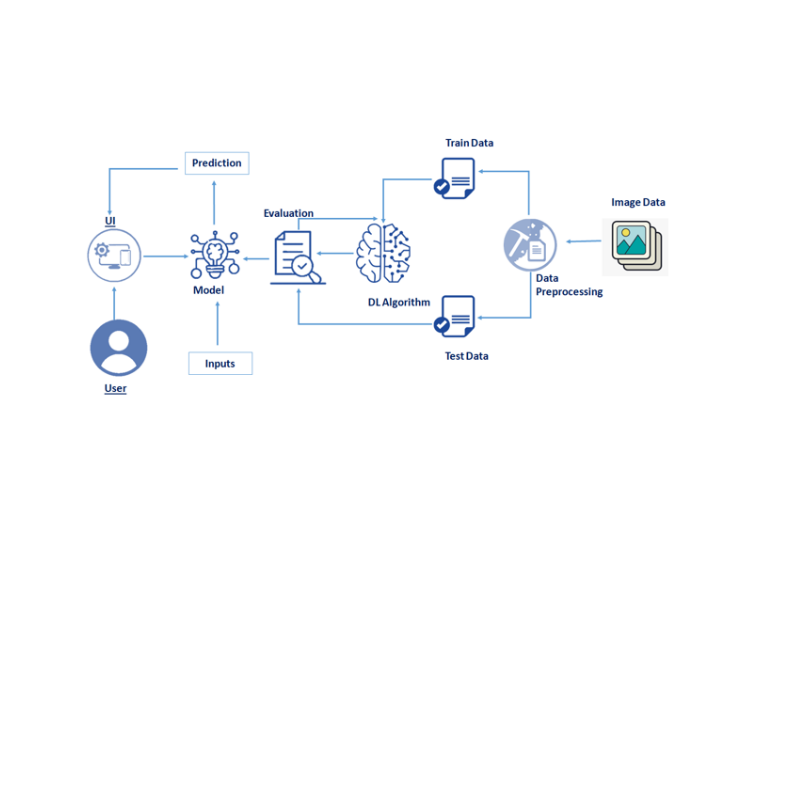 Train Data
Prediction
Image Data
Evaluation
UI
Data
Preprocessing
Model
DL Algorithm
Test Data
Inputs
User